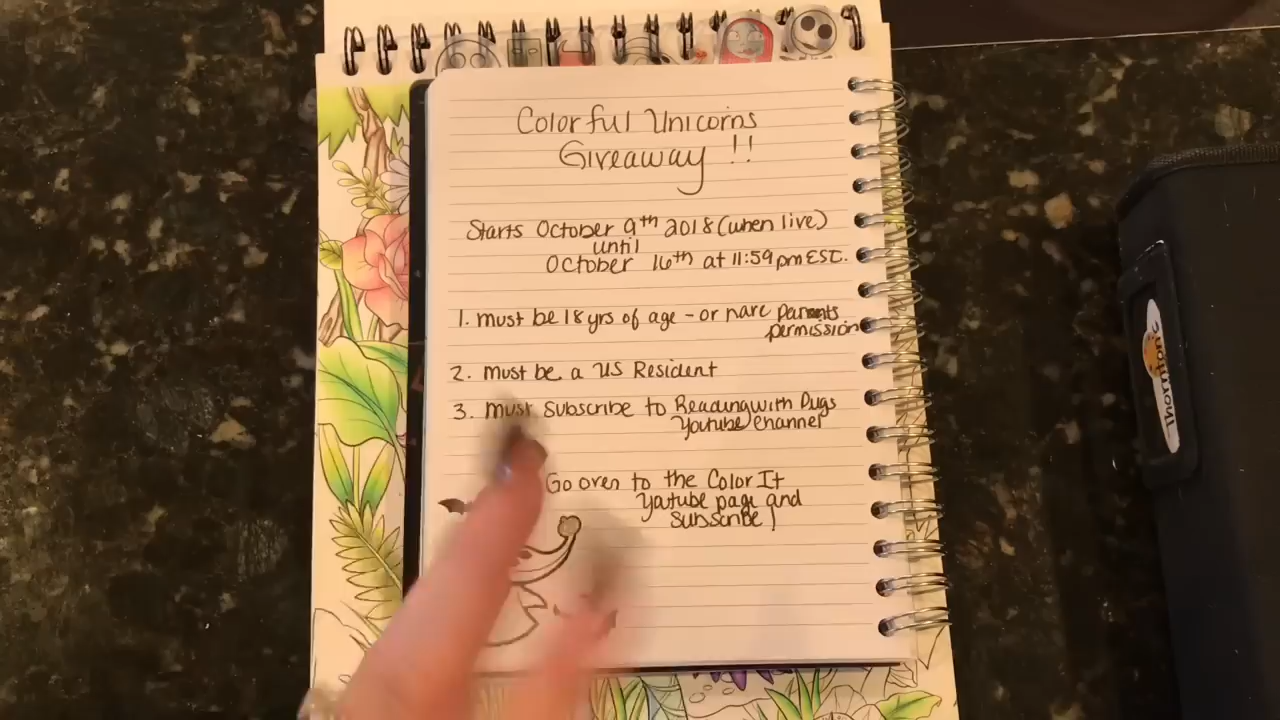 Colorful Unicorns
Giveaway !!
Starts October 9th 2018 (when live)
until
October 16th at 11:59pm EST.
1. must be 18 yrs of age - or have parents
permission
2. must be a US Resident
3. must subscribe to Reading with Pugs
Youtube Channel
Go over to the Color It
Youtube page and
subscribe!
Thornton's